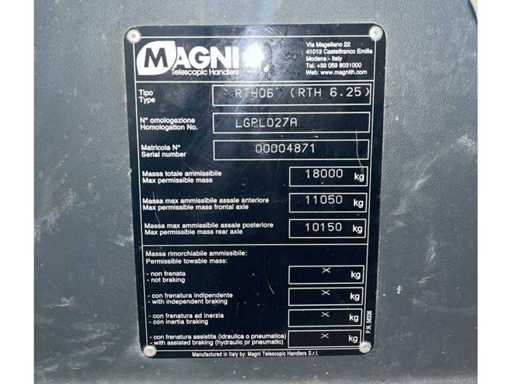 MAGNI
Telescopic Handlers
Via Magellano 22
41013 Castelfranco Emilia
Modena - Italy
Tel. +39 059 8031000
Web: www.magnith.com
Tipo
Type
RTH06 (RTH 6.25)
N° omologazione
Homologation No.
LGPL027A
Matricola N°
Serial number
00004871
Massa totale ammissibile
Max permissible mass
18000 kg
Massa max ammissibile assale anteriore
Max permissible mass frontal axle
11050 kg
Massa max ammissibile assale posteriore
Max permissible mass rear axle
10150 kg
Massa rimorchiabile ammissibile:
Permissible towable mass:
- non frenata
- not braking
X kg
- con frenatura indipendente
- with independent braking
X kg
- con frenatura ad inerzia
- con inertia braking
X kg
- con frenatura assistita (idraulica o pneumatica)
- with assisted braking (hydraulic or pneumatic)
X kg
Manufactured in Italy by: Magni Telescopic Handlers S.r.l.